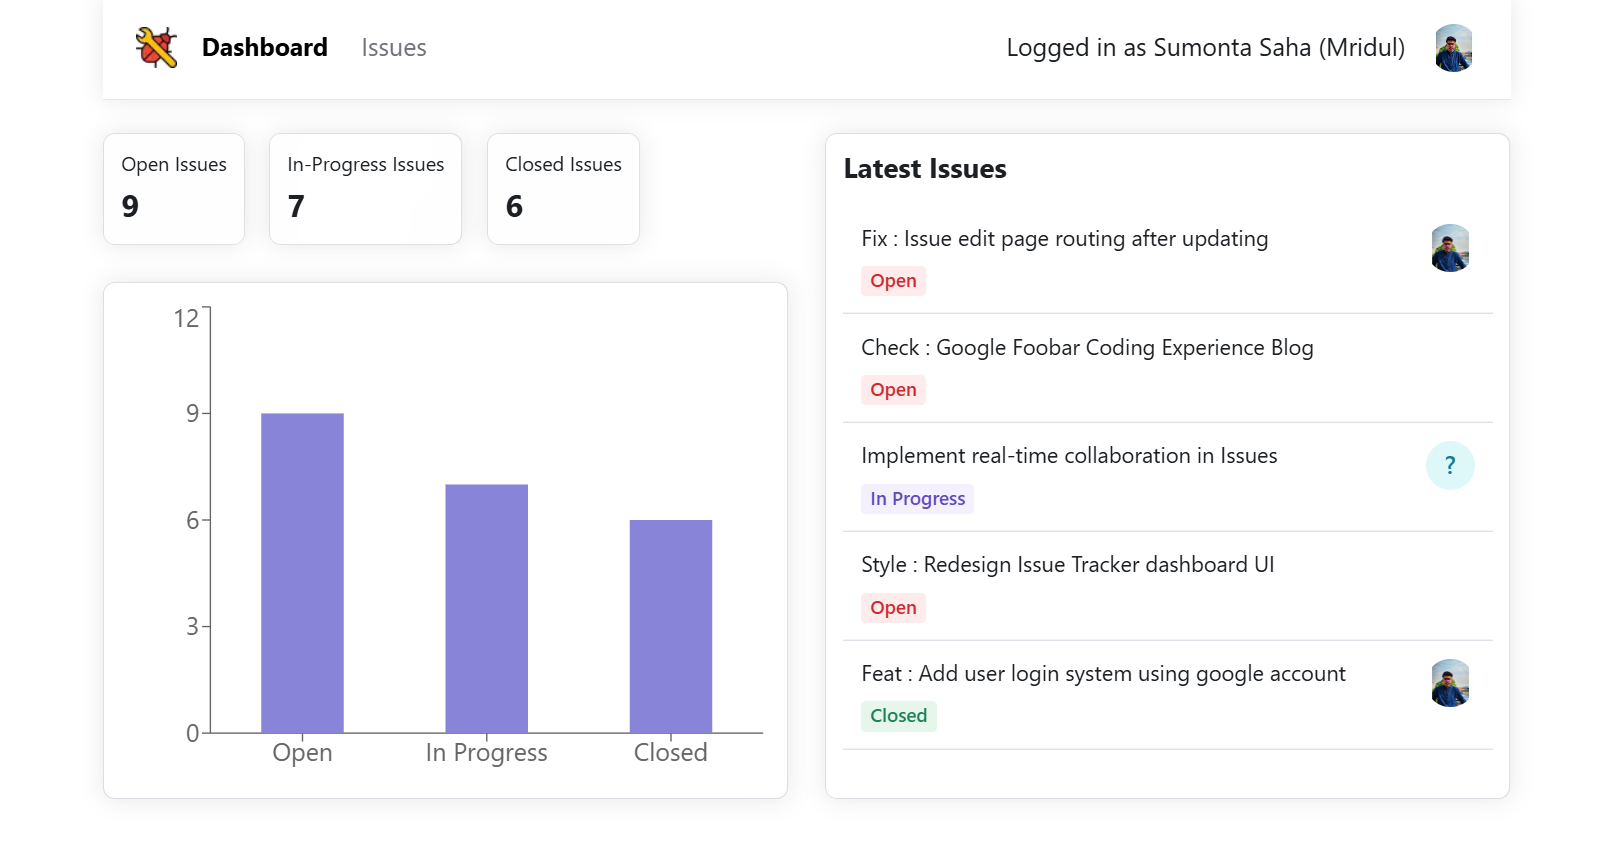 Dashboard Issues Logged in as Sumonta Saha (Mridul)
Open Issues
9
In-Progress Issues
7
Closed Issues
6
12
9
6
3
0
Open In Progress Closed
Latest Issues
Fix : Issue edit page routing after updating
Open
Check : Google Foobar Coding Experience Blog
Open
Implement real-time collaboration in Issues
?
In Progress
Style : Redesign Issue Tracker dashboard UI
Open
Feat : Add user login system using google account
Closed